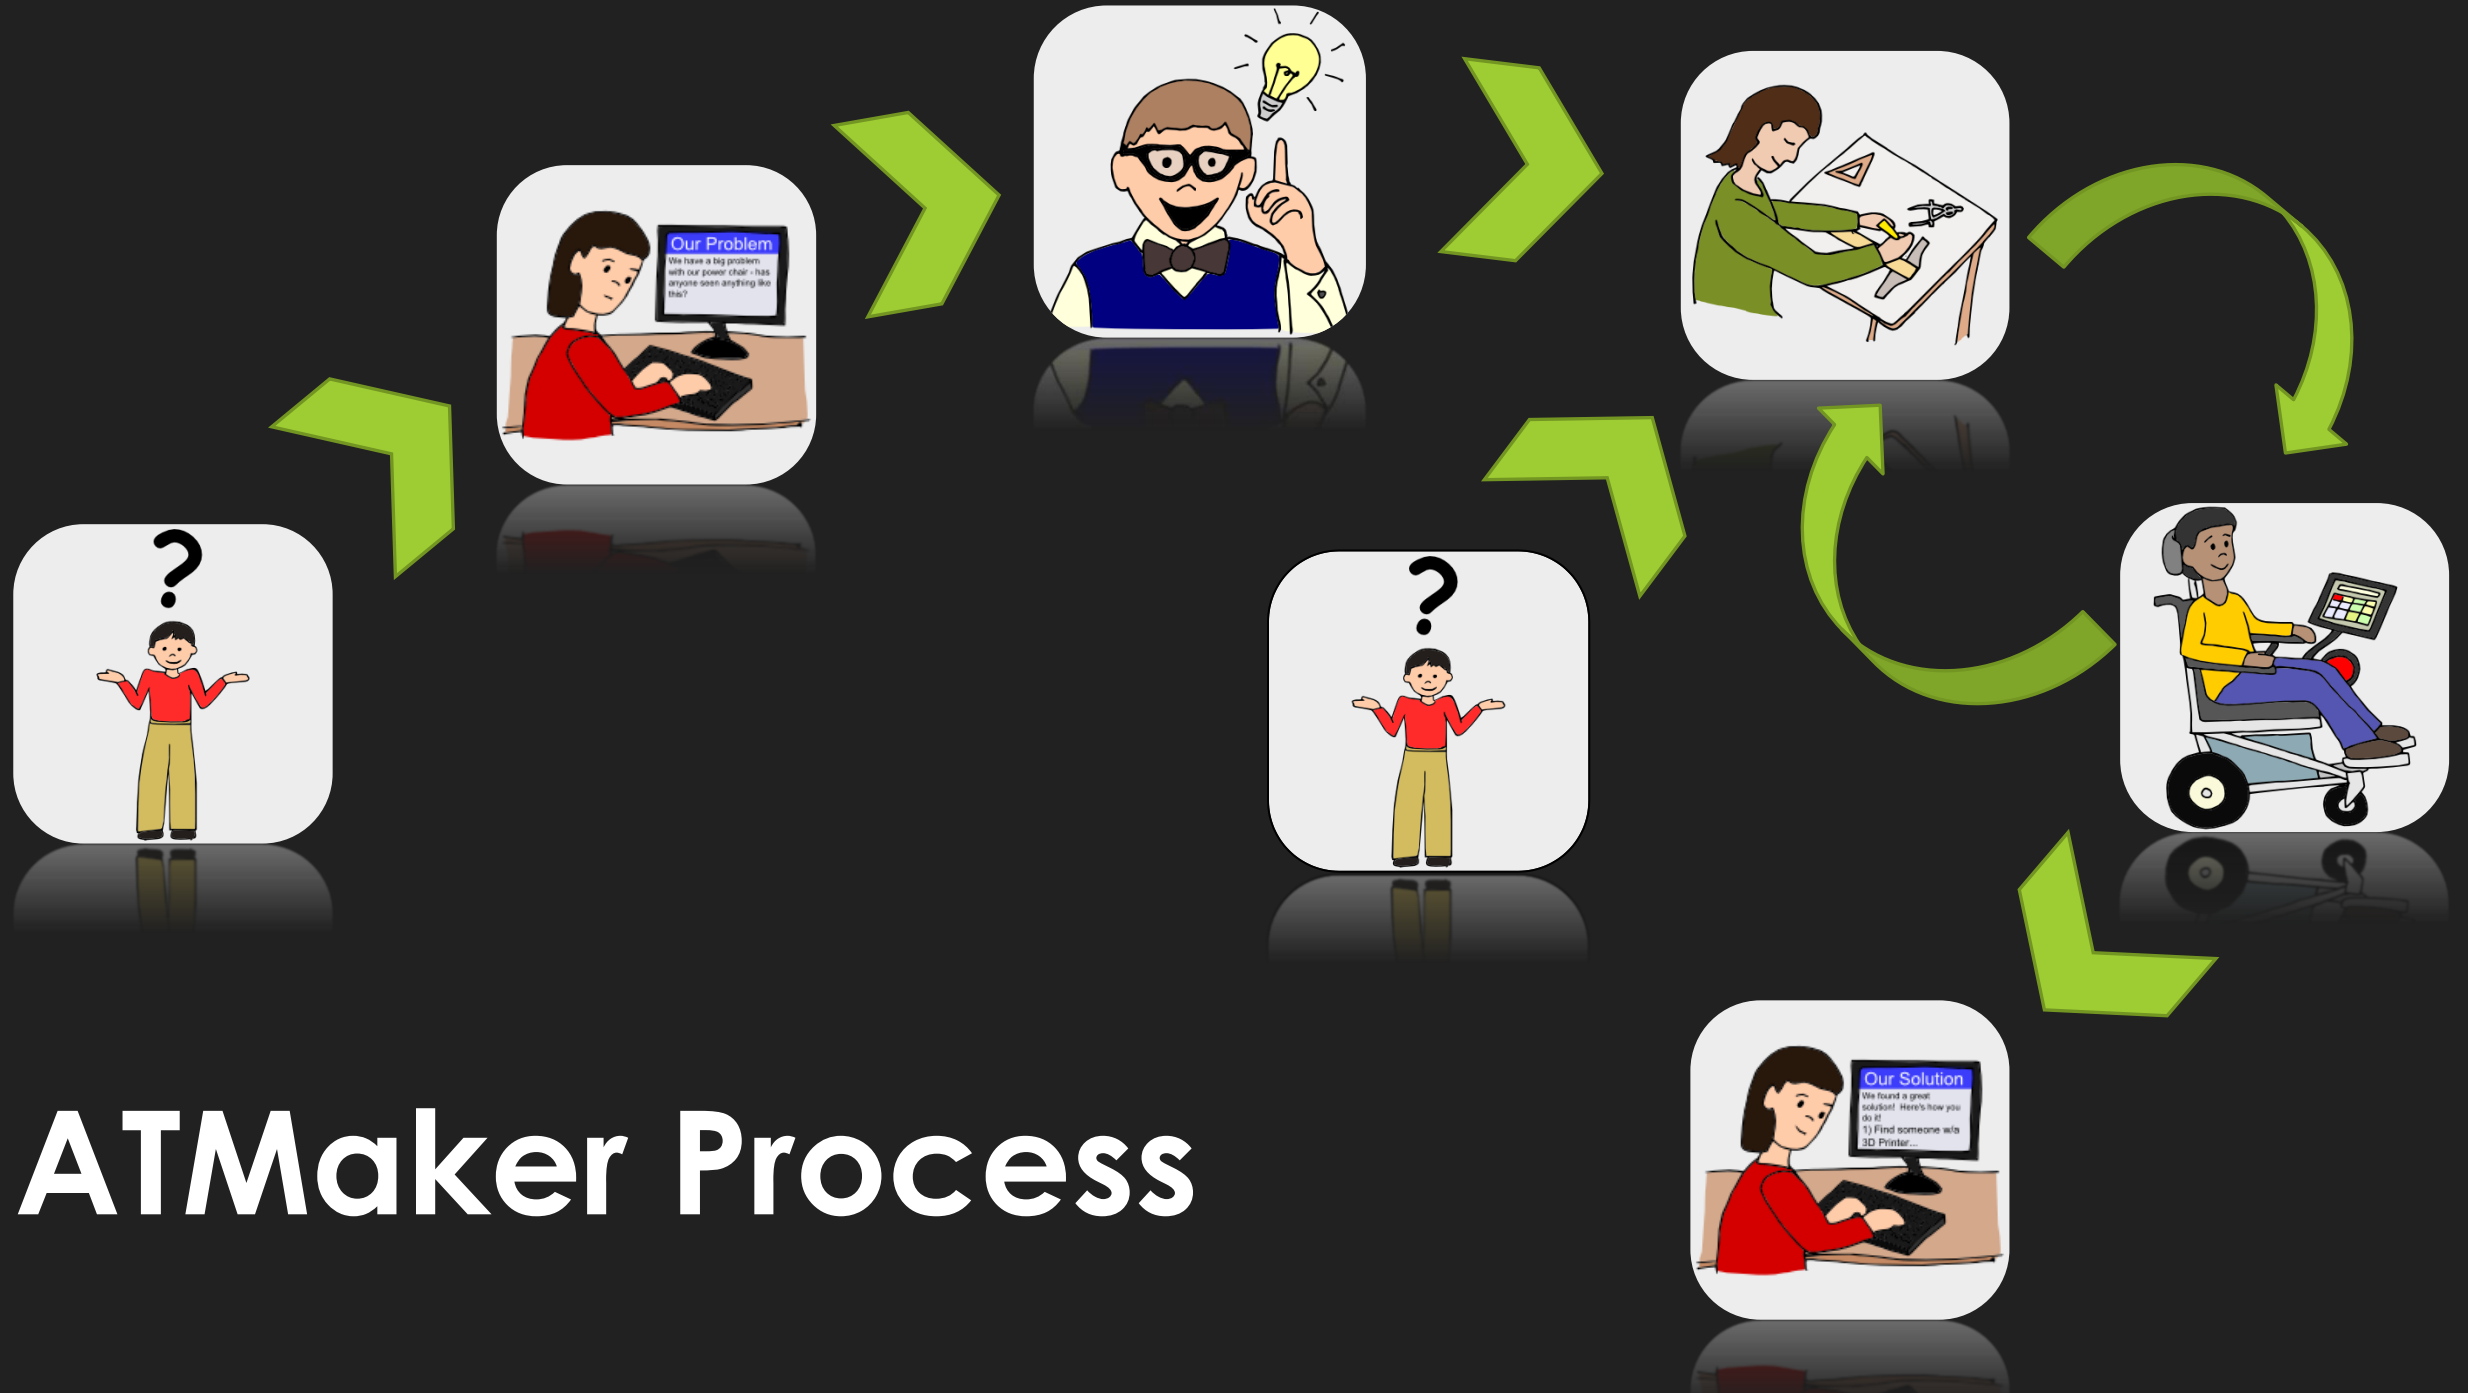 ?
Our Problem
We have a big problem
with our power chair - has
anyone seen anything like
this?
?
Our Solution
We found a great
solution! Here's how you
do it!
1) Find someone w/a
3D Printer...
ATMaker Process